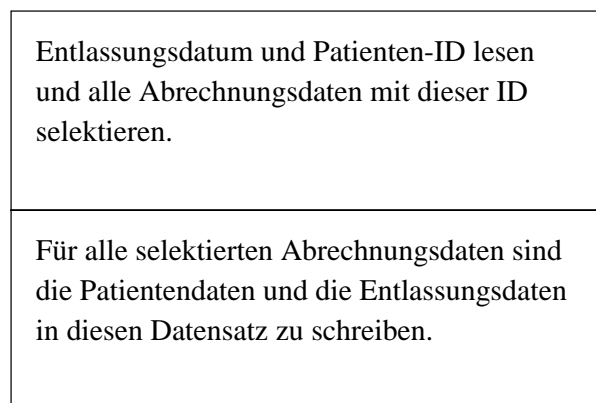 Entlassungsdatum und Patienten-ID lesen
und alle Abrechnungsdaten mit dieser ID
selektieren.
Für alle selektierten Abrechnungsdaten sind
die Patientendaten und die Entlassungsdaten
in diesen Datensatz zu schreiben.